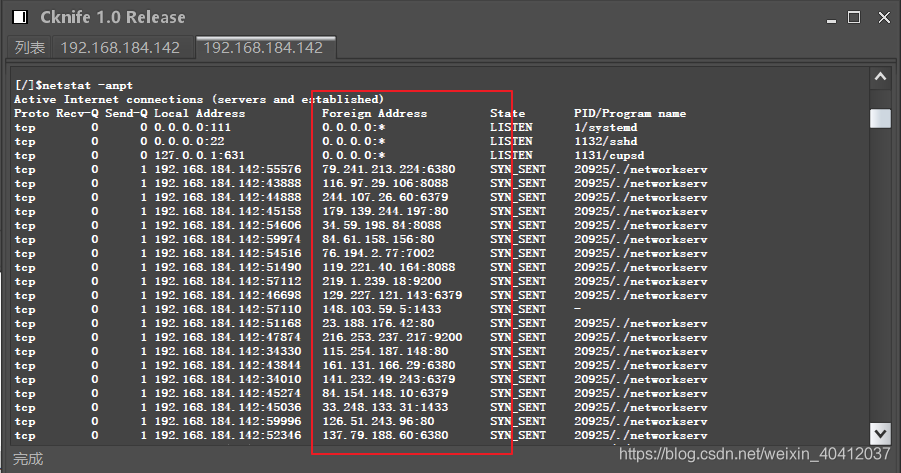 Cknife 1.0 Release
列表 192.168.184.142 192.168.184.142
[/]$netstat -anpt
Active Internet connections (servers and established)
Proto Recv-Q Send-Q Local Address Foreign Address State PID/Program name
tcp 0 0 0.0.0.0:111 0.0.0.0:* LISTEN 1/systemd
tcp 0 0 0.0.0.0:22 0.0.0.0:* LISTEN 1132/sshd
tcp 0 0 127.0.0.1:631 0.0.0.0:* LISTEN 1131/cupsd
tcp 0 1 192.168.184.142:55576 79.241.213.224:6380 SYN_SENT 20925/./networkserv
tcp 0 1 192.168.184.142:43888 116.97.29.106:8088 SYN_SENT 20925/./networkserv
tcp 0 1 192.168.184.142:44888 244.107.26.60:6379 SYN_SENT 20925/./networkserv
tcp 0 1 192.168.184.142:45158 179.139.244.197:80 SYN_SENT 20925/./networkserv
tcp 0 1 192.168.184.142:54606 34.59.198.84:8088 SYN_SENT 20925/./networkserv
tcp 0 1 192.168.184.142:59974 84.61.158.156:80 SYN_SENT 20925/./networkserv
tcp 0 1 192.168.184.142:54516 76.194.2.77:7002 SYN_SENT 20925/./networkserv
tcp 0 1 192.168.184.142:51490 119.221.40.164:8088 SYN_SENT 20925/./networkserv
tcp 0 1 192.168.184.142:57112 219.1.239.18:9200 SYN_SENT 20925/./networkserv
tcp 0 1 192.168.184.142:46698 129.227.121.143:6379 SYN_SENT 20925/./networkserv
tcp 0 1 192.168.184.142:57110 148.103.59.5:1433 SYN_SENT -
tcp 0 1 192.168.184.142:51168 23.188.176.42:80 SYN_SENT 20925/./networkserv
tcp 0 1 192.168.184.142:47874 216.253.237.217:9200 SYN_SENT 20925/./networkserv
tcp 0 1 192.168.184.142:34330 115.254.187.148:80 SYN_SENT 20925/./networkserv
tcp 0 1 192.168.184.142:43844 161.131.166.29:6380 SYN_SENT 20925/./networkserv
tcp 0 1 192.168.184.142:34010 141.232.49.243:6379 SYN_SENT 20925/./networkserv
tcp 0 1 192.168.184.142:45274 84.154.148.10:6379 SYN_SENT 20925/./networkserv
tcp 0 1 192.168.184.142:45036 33.248.133.31:1433 SYN_SENT 20925/./networkserv
tcp 0 1 192.168.184.142:59996 126.51.243.96:80 SYN_SENT 20925/./networkserv
tcp 0 1 192.168.184.142:52346 137.79.188.60:6380 SYN_SENT 20925/./networkserv
完成
https://blog.csdn.net/weixin_40412037